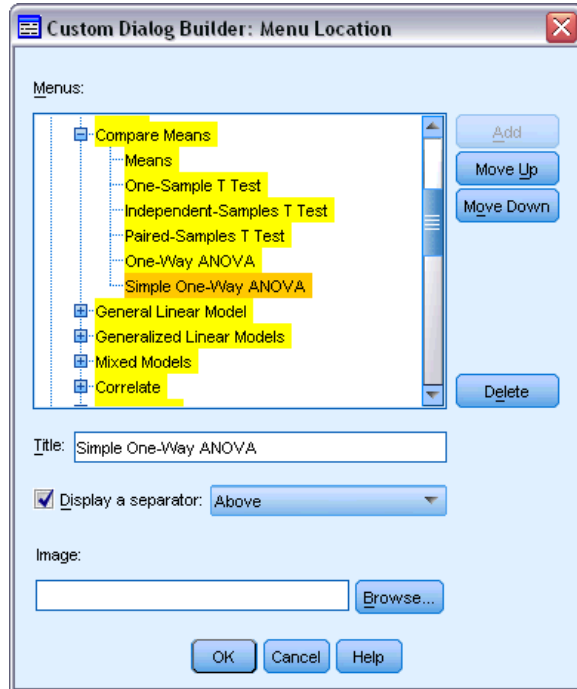 Custom Dialog Builder: Menu Location
Menus:
Compare Means
Means
One-Sample T Test
Independent-Samples T Test
Paired-Samples T Test
One-Way ANOVA
Simple One-Way ANOVA
General Linear Model
Generalized Linear Models
Mixed Models
Correlate
Add
Move Up
Move Down
Delete
Title: Simple One-Way ANOVA
Display a separator: Above
Image:
Browse...
OK Cancel Help